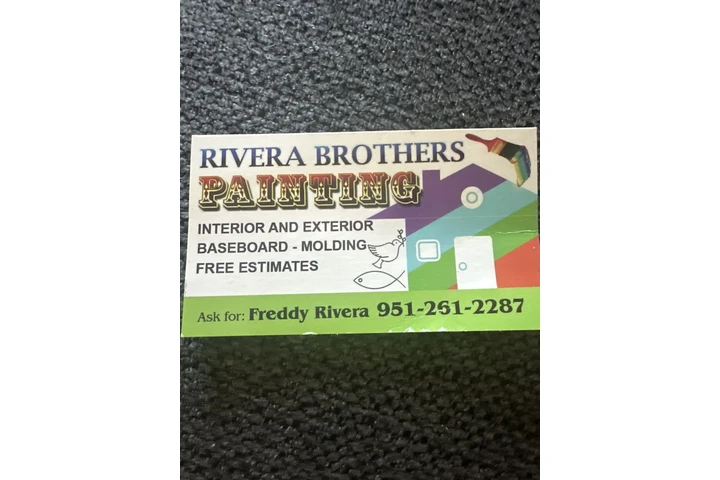 RIVERA BROTHERS
PAINTING
INTERIOR AND EXTERIOR
BASEBOARD - MOLDING
FREE ESTIMATES
Ask for: Freddy Rivera 951-261-2287